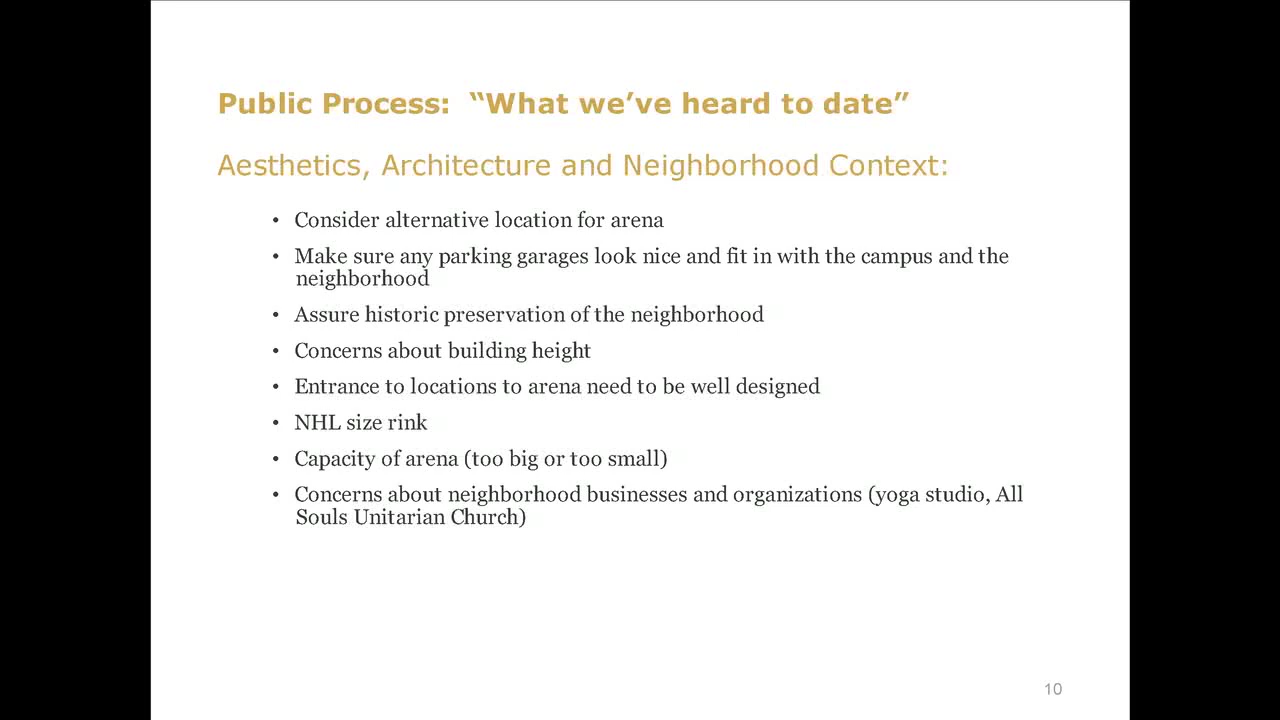 Public Process: “What we’ve heard to date”
Aesthetics, Architecture and Neighborhood Context:
• Consider alternative location for arena
• Make sure any parking garages look nice and fit in with the campus and the
neighborhood
• Assure historic preservation of the neighborhood
• Concerns about building height
• Entrance to locations to arena need to be well designed
• NHL size rink
• Capacity of arena (too big or too small)
• Concerns about neighborhood businesses and organizations (yoga studio, All
Souls Unitarian Church)
10